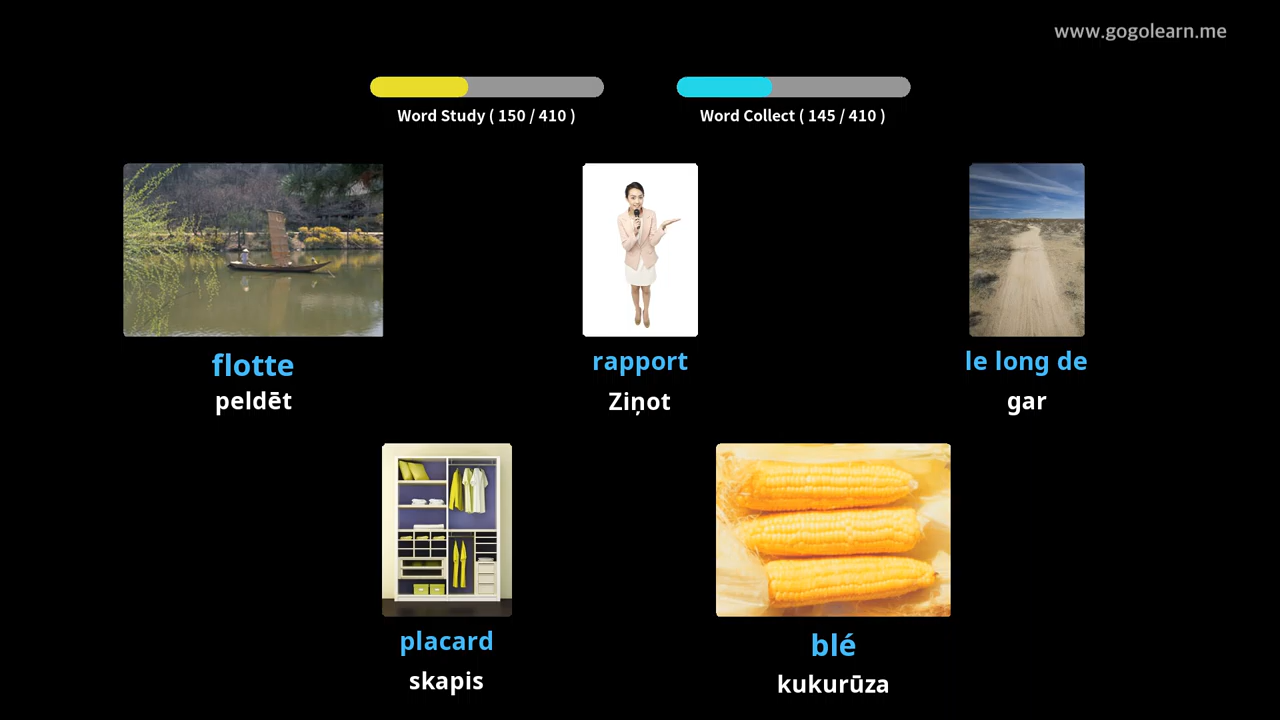 www.gogolearn.me
Word Study ( 150 / 410 )
Word Collect ( 145 / 410 )
flotte
peldēt
rapport
Ziņot
le long de
gar
placard
skapis
blé
kukurūza